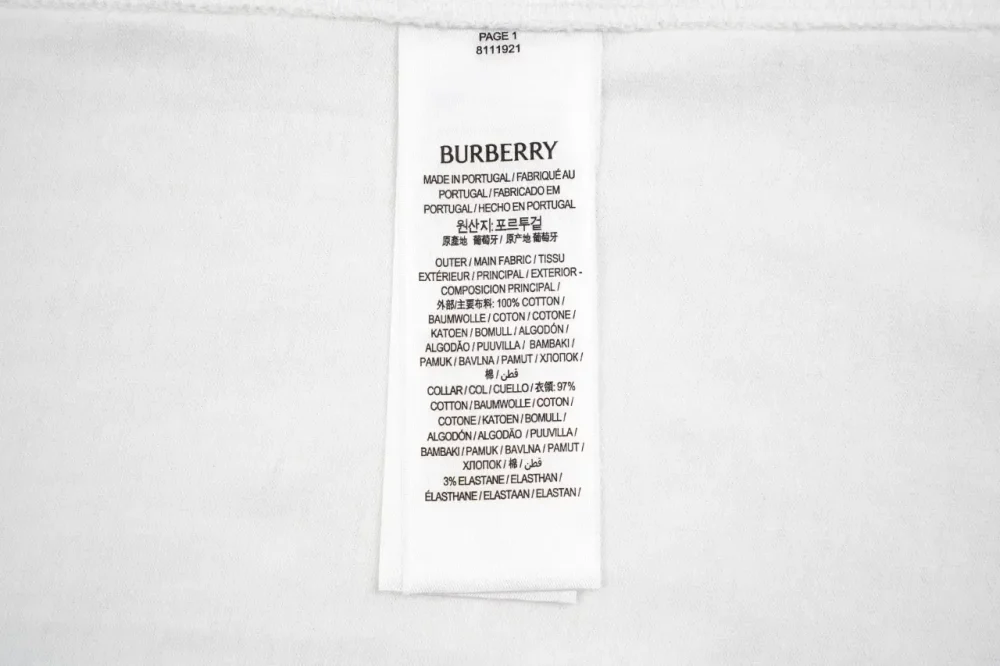 PAGE 1
8111921
BURBERRY
MADE IN PORTUGAL / FABRIQUÉ AU
PORTUGAL / FABRICADO EM
PORTUGAL / HECHO EN PORTUGAL
원산지: 포르투겉
原產地 葡萄牙 / 原产地 葡萄牙
OUTER / MAIN FABRIC / TISSU
EXTÉRIEUR / PRINCIPAL / EXTERIOR -
COMPOSICION PRINCIPAL /
外部/主要布料: 100% COTTON /
BAUMWOLLE / COTON / COTONE /
KATOEN / BOMULL / ALGODÓN /
ALGODÃO / PUUVILLA / BAMBAKI /
PAMUK / BAVLNA / PAMUT / ХЛОПОК /
棉 / قطن
COLLAR / COL / CUELLO / 衣領: 97%
COTTON / BAUMWOLLE / COTON /
COTONE / KATOEN / BOMULL /
ALGODÓN / ALGODÃO / PUUVILLA /
BAMBAKI / PAMUK / BAVLNA / PAMUT /
ХЛОПОК / 棉 / قطن
3% ELASTANE / ELASTHAN /
ÉLASTHANE / ELASTAAN / ELASTAN /